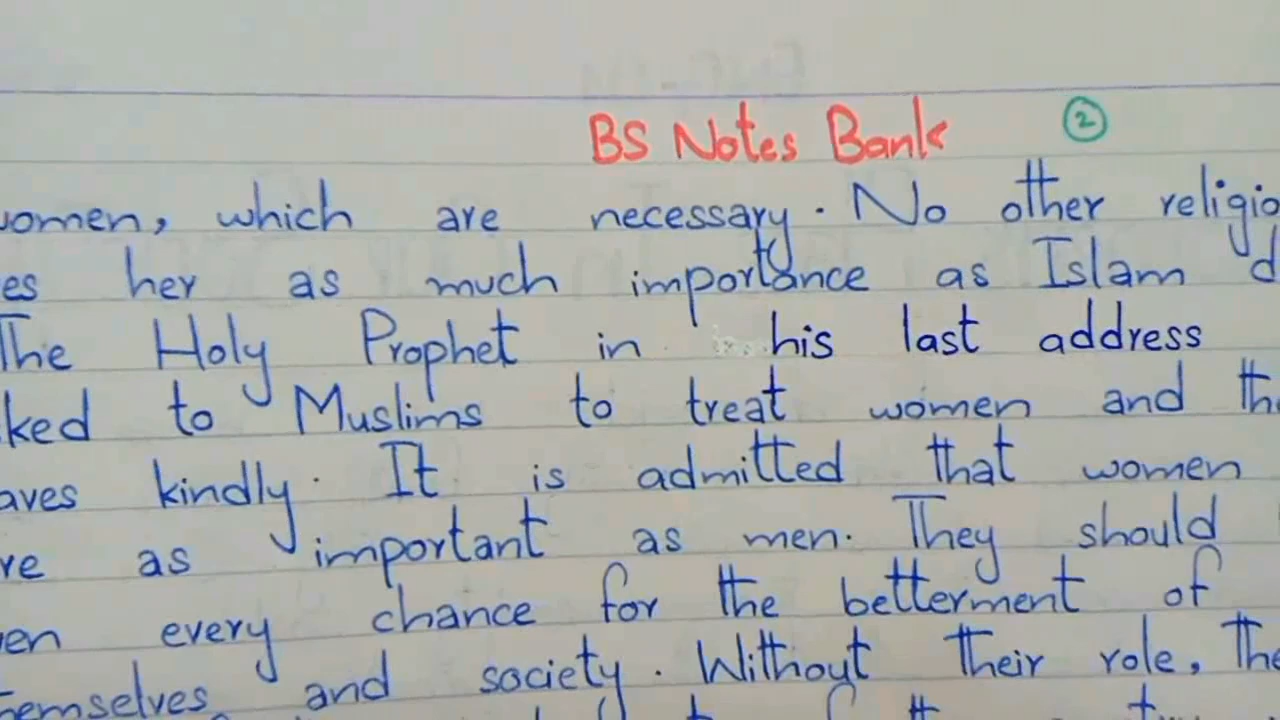 BS Notes Bank 2
women, which are necessary. No other religio
es her as much importance as Islam d
The Holy Prophet in his last address
ked to Muslims to treat women and the
aves kindly. It is admitted that women
re as important as men. They should
en every chance for the betterment of
themselves and society. Without their role, the